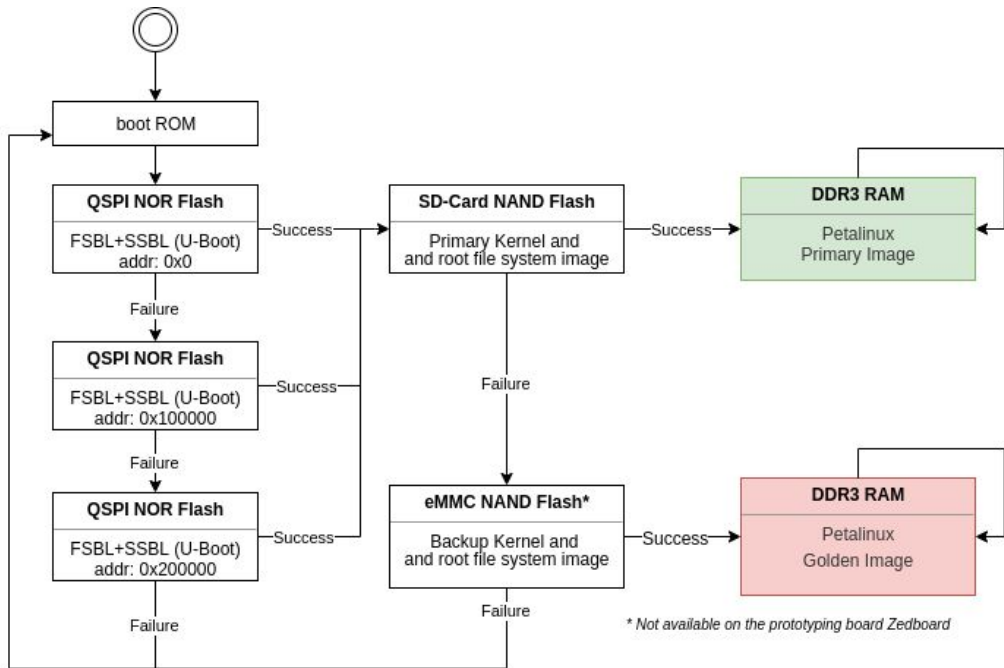 boot ROM
QSPI NOR Flash
FSBL+SSBL (U-Boot)
addr: 0x0
Success
SD-Card NAND Flash
Primary Kernel and
and root file system image
Success
DDR3 RAM
Petalinux
Primary Image
Failure
QSPI NOR Flash
FSBL+SSBL (U-Boot)
addr: 0x100000
Success
Failure
Failure
QSPI NOR Flash
FSBL+SSBL (U-Boot)
addr: 0x200000
Success
eMMC NAND Flash*
Backup Kernel and
and root file system image
Success
DDR3 RAM
Petalinux
Golden Image
Failure
Failure
* Not available on the prototyping board Zedboard